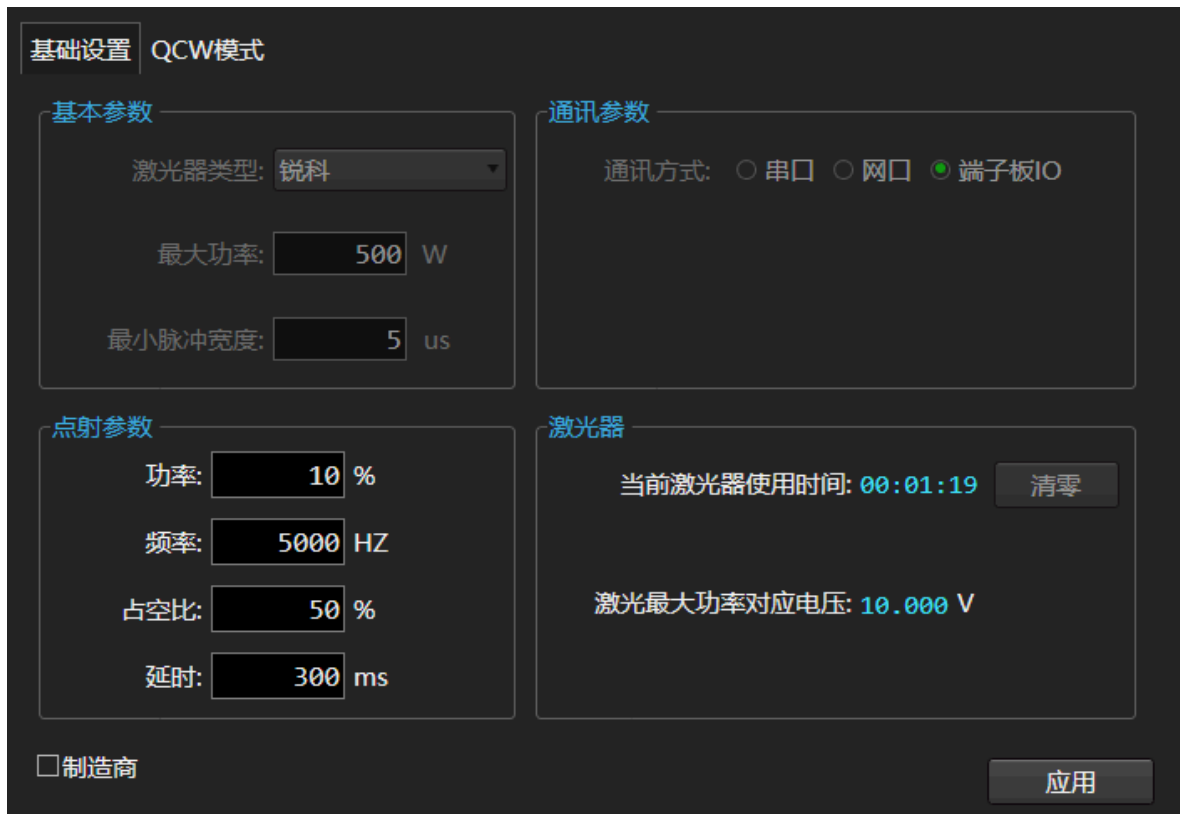 基础设置 QCW模式
基本参数
激光器类型: 锐科
最大功率: 500 W
最小脉冲宽度: 5 us
通讯参数
通讯方式: 串口 网口 端子板IO
点射参数
功率: 10 %
频率: 5000 HZ
占空比: 50 %
延时: 300 ms
激光器
当前激光器使用时间: 00:01:19 清零
激光最大功率对应电压: 10.000 V
制造商
应用